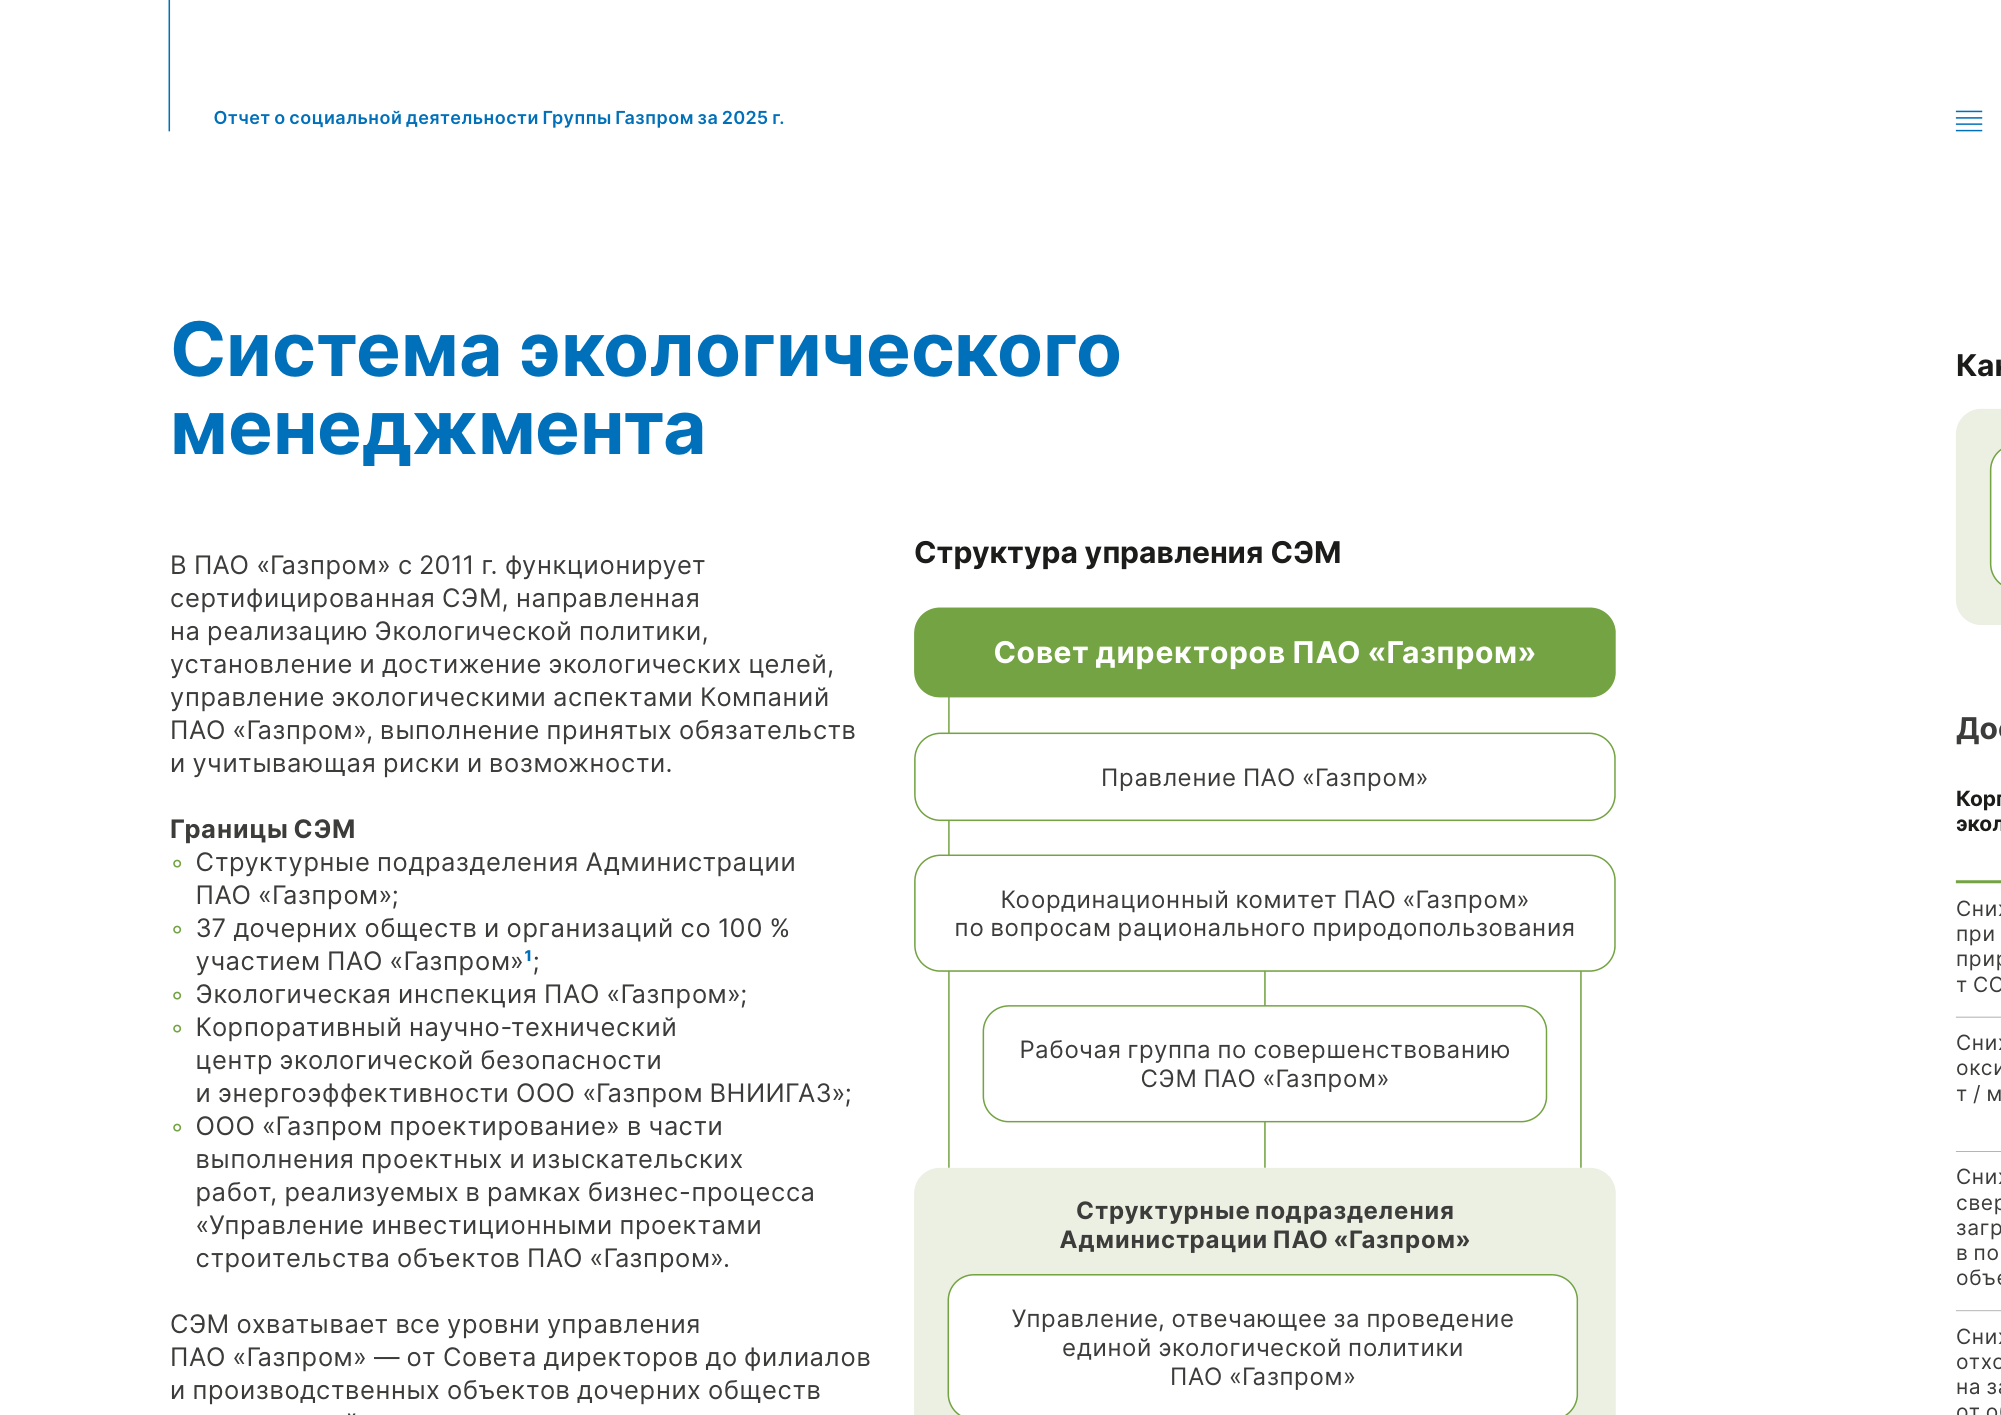 Отчет о социальной деятельности Группы Газпром за 2025 г.
Система экологического
менеджмента
В ПАО «Газпром» с 2011 г. функционирует
сертифицированная СЭМ, направленная
на реализацию Экологической политики,
установление и достижение экологических целей,
управление экологическими аспектами Компаний
ПАО «Газпром», выполнение принятых обязательств
и учитывающая риски и возможности.
Границы СЭМ
Структурные подразделения Администрации
ПАО «Газпром»;
37 дочерних обществ и организаций со 100 %
участием ПАО «Газпром»¹;
Экологическая инспекция ПАО «Газпром»;
Корпоративный научно-технический
центр экологической безопасности
и энергоэффективности ООО «Газпром ВНИИГАЗ»;
ООО «Газпром проектирование» в части
выполнения проектных и изыскательских
работ, реализуемых в рамках бизнес-процесса
«Управление инвестиционными проектами
строительства объектов ПАО «Газпром».
СЭМ охватывает все уровни управления
ПАО «Газпром» — от Совета директоров до филиалов
и производственных объектов дочерних обществ
Структура управления СЭМ
Совет директоров ПАО «Газпром»
Правление ПАО «Газпром»
Координационный комитет ПАО «Газпром»
по вопросам рационального природопользования
Рабочая группа по совершенствованию
СЭМ ПАО «Газпром»
Структурные подразделения
Администрации ПАО «Газпром»
Управление, отвечающее за проведение
единой экологической политики
ПАО «Газпром»
при
т
т / м
в по
на за